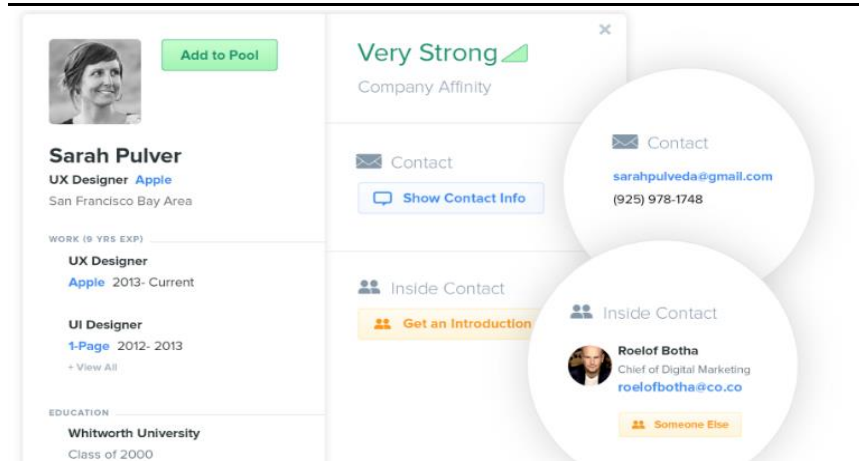 Add to Pool
Sarah Pulver
UX Designer Apple
San Francisco Bay Area
WORK (9 YRS EXP)
UX Designer
Apple 2013- Current
UI Designer
1-Page 2012- 2013
+ View All
EDUCATION
Whitworth University
Class of 2000
Very Strong
Company Affinity
×
Contact
Show Contact Info
Inside Contact
Get an Introduction
Contact
sarahpulveda@gmail.com
(925) 978-1748
Inside Contact
Roelof Botha
Chief of Digital Marketing
roelofbotha@co.co
Someone Else